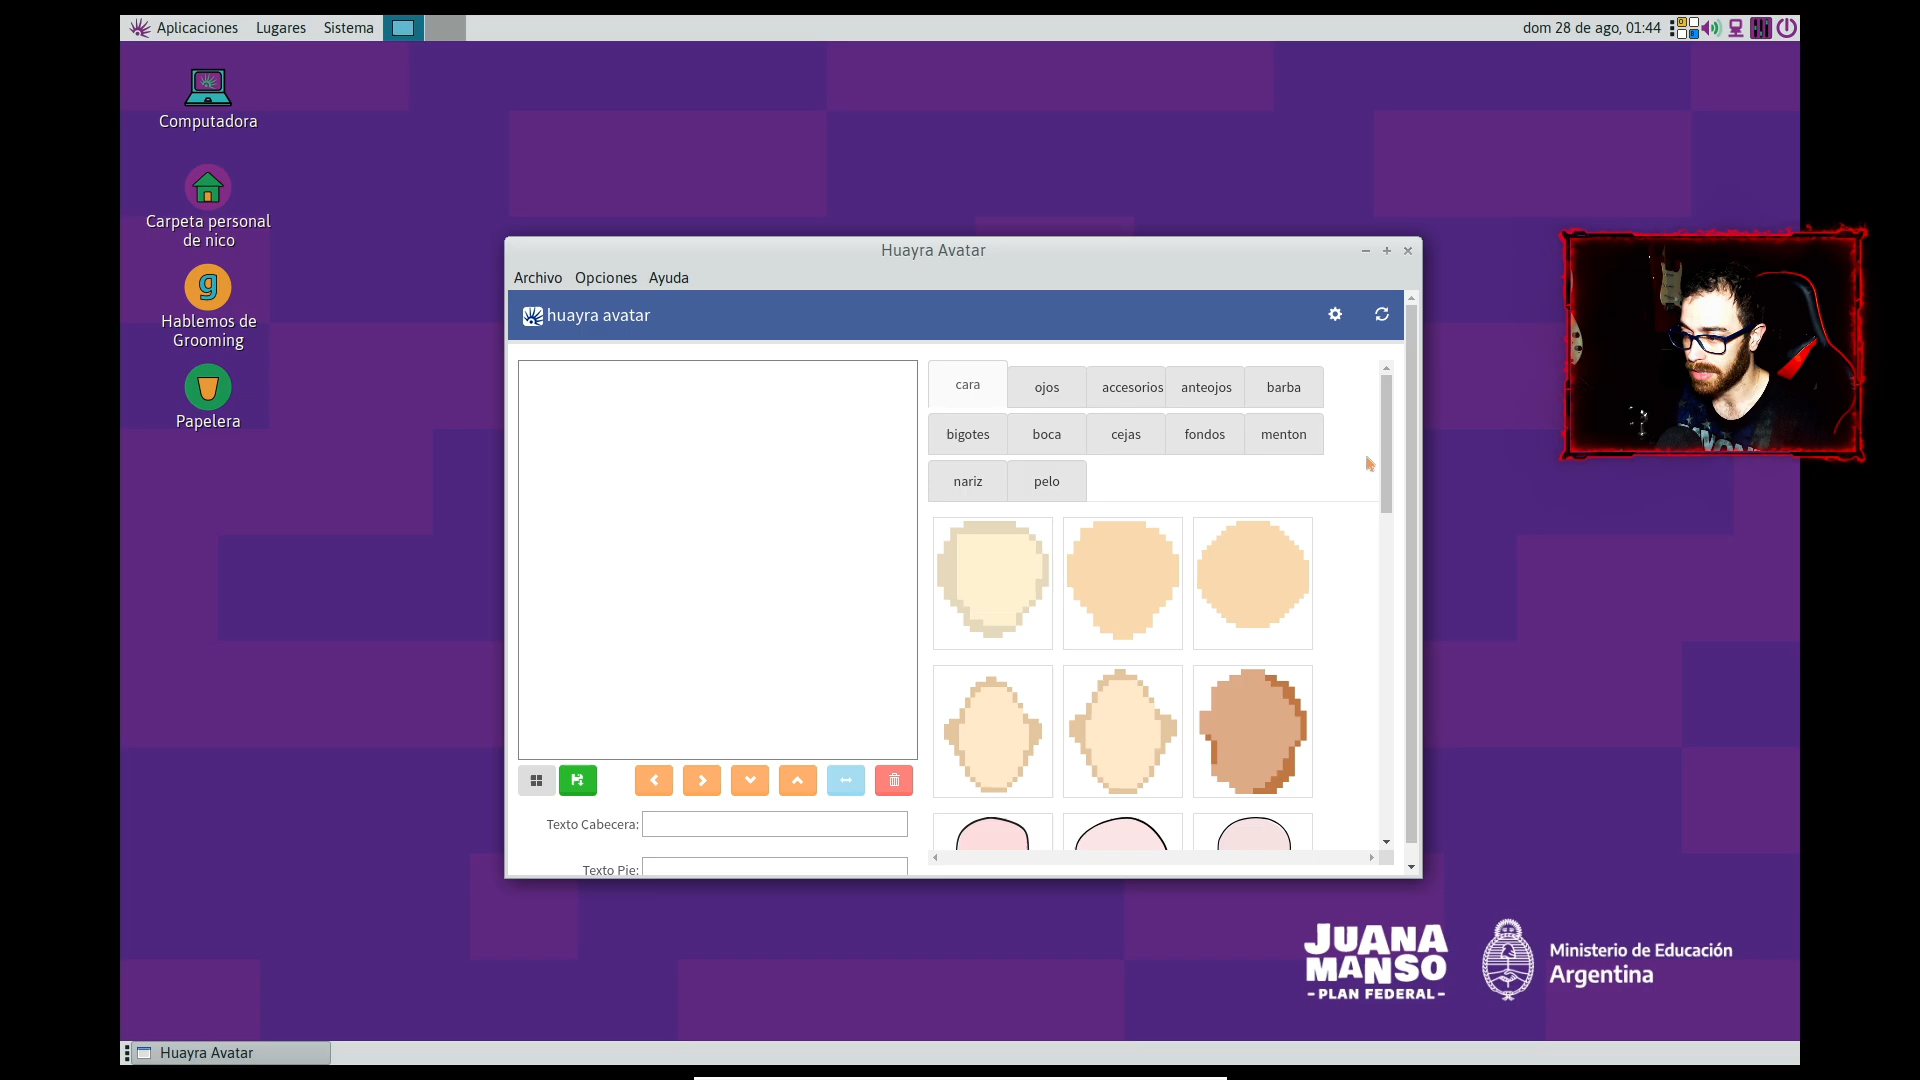 Aplicaciones Lugares Sistema
dom 28 de ago, 01:44
Computadora
Carpeta personal
de nico
Hablemos de
Grooming
Papelera
Huayra Avatar
Archivo Opciones Ayuda
huayra avatar
cara ojos accesorios anteojos barba
bigotes boca cejas fondos menton
nariz pelo
Texto Cabecera:
Texto Pie:
JUANA
MANSO
- PLAN FEDERAL -
Ministerio de Educación
Argentina
Huayra Avatar